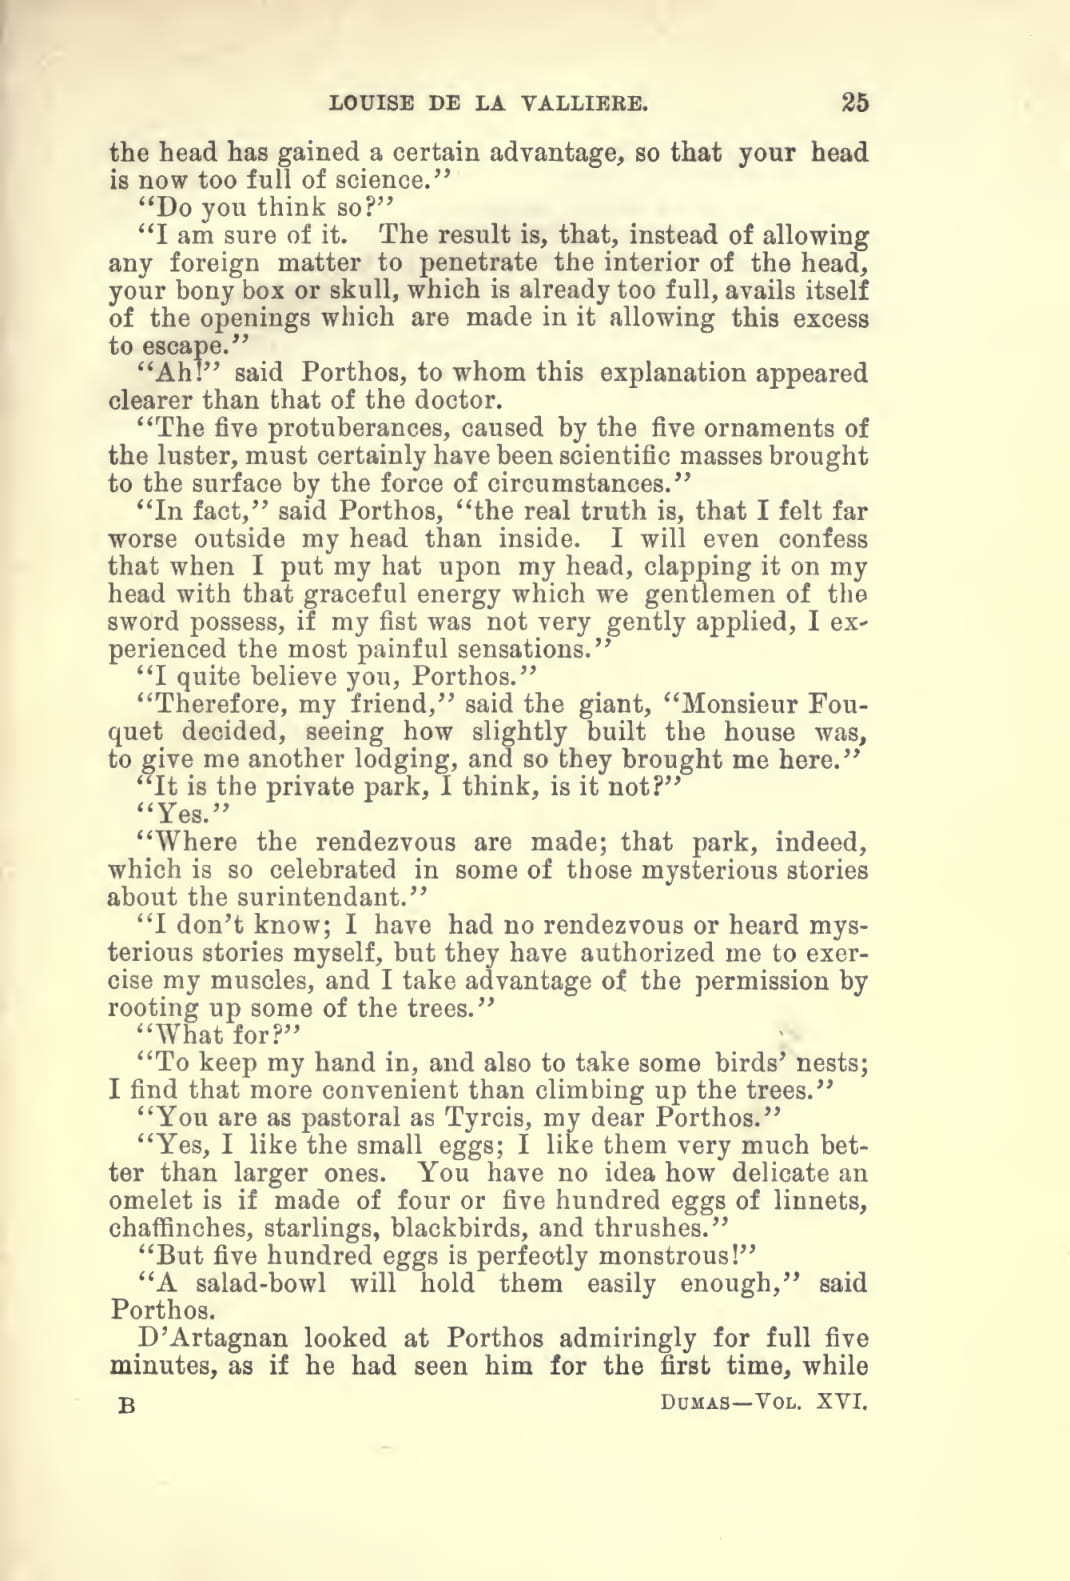 LOUISE DE LA VALLIERE. 25
the head has gained a certain advantage, so that your head
is now too full of science.”
“Do you think so?”
“I am sure of it. The result is, that, instead of allowing
any foreign matter to penetrate the interior of the head,
your bony box or skull, which is already too full, avails itself
of the openings which are made in it allowing this excess
to escape.”
“Ah!” said Porthos, to whom this explanation appeared
clearer than that of the doctor.
“The five protuberances, caused by the five ornaments of
the luster, must certainly have been scientific masses brought
to the surface by the force of circumstances.”
“In fact,” said Porthos, “the real truth is, that I felt far
worse outside my head than inside. I will even confess
that when I put my hat upon my head, clapping it on my
head with that graceful energy which we gentlemen of the
sword possess, if my fist was not very gently applied, I ex-
perienced the most painful sensations.”
“I quite believe you, Porthos.”
“Therefore, my friend,” said the giant, “Monsieur Fou-
quet decided, seeing how slightly built the house was,
to give me another lodging, and so they brought me here.”
“It is the private park, I think, is it not?”
“Yes.”
“Where the rendezvous are made; that park, indeed,
which is so celebrated in some of those mysterious stories
about the surintendant.”
“I don’t know; I have had no rendezvous or heard mys-
terious stories myself, but they have authorized me to exer-
cise my muscles, and I take advantage of the permission by
rooting up some of the trees.”
“What for?”
“To keep my hand in, and also to take some birds’ nests;
I find that more convenient than climbing up the trees.”
“You are as pastoral as Tyrcis, my dear Porthos.”
“Yes, I like the small eggs; I like them very much bet-
ter than larger ones. You have no idea how delicate an
omelet is if made of four or five hundred eggs of linnets,
chaffinches, starlings, blackbirds, and thrushes.”
“But five hundred eggs is perfectly monstrous!”
“A salad-bowl will hold them easily enough,” said
Porthos.
D’Artagnan looked at Porthos admiringly for full five
minutes, as if he had seen him for the first time, while
B DUMAS—VOL. XVI.